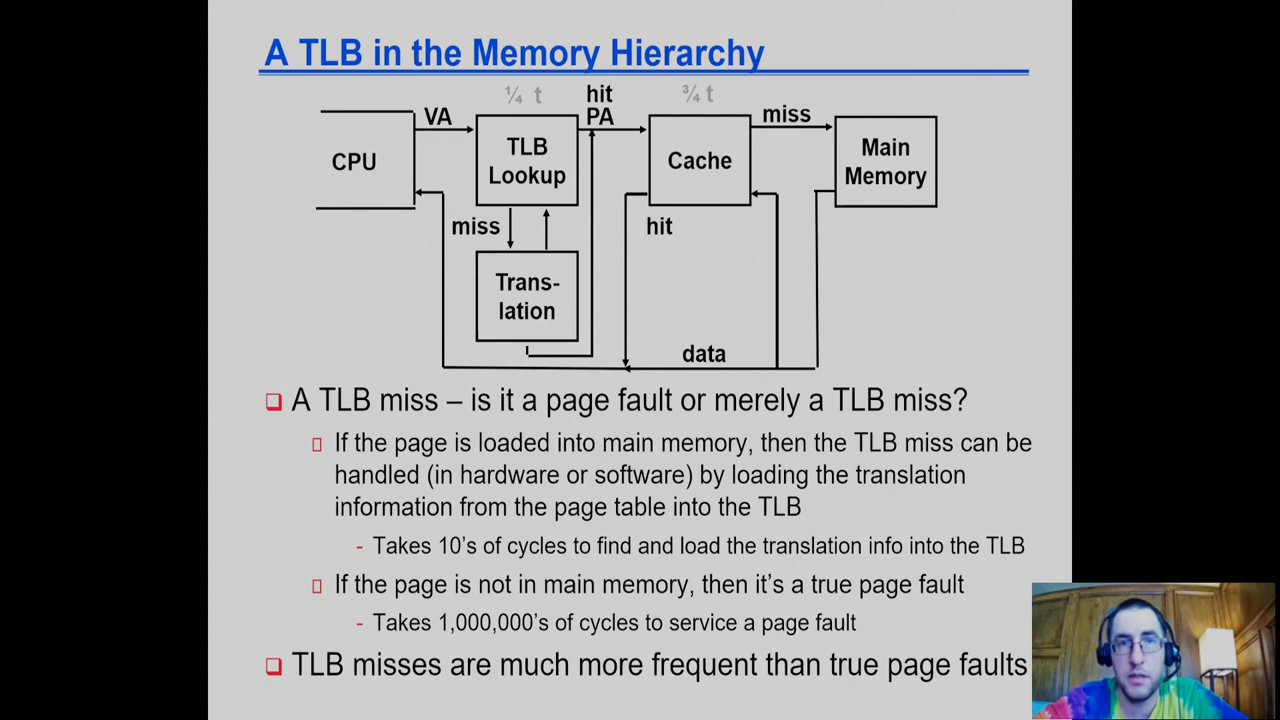 A TLB in the Memory Hierarchy
¼ t
hit
¾ t
VA
PA
miss
CPU
TLB
Lookup
Cache
Main
Memory
miss
hit
Trans-
lation
data
❑ A TLB miss – is it a page fault or merely a TLB miss?
If the page is loaded into main memory, then the TLB miss can be
handled (in hardware or software) by loading the translation
information from the page table into the TLB
- Takes 10's of cycles to find and load the translation info into the TLB
If the page is not in main memory, then it's a true page fault
- Takes 1,000,000's of cycles to service a page fault
❑ TLB misses are much more frequent than true page faults